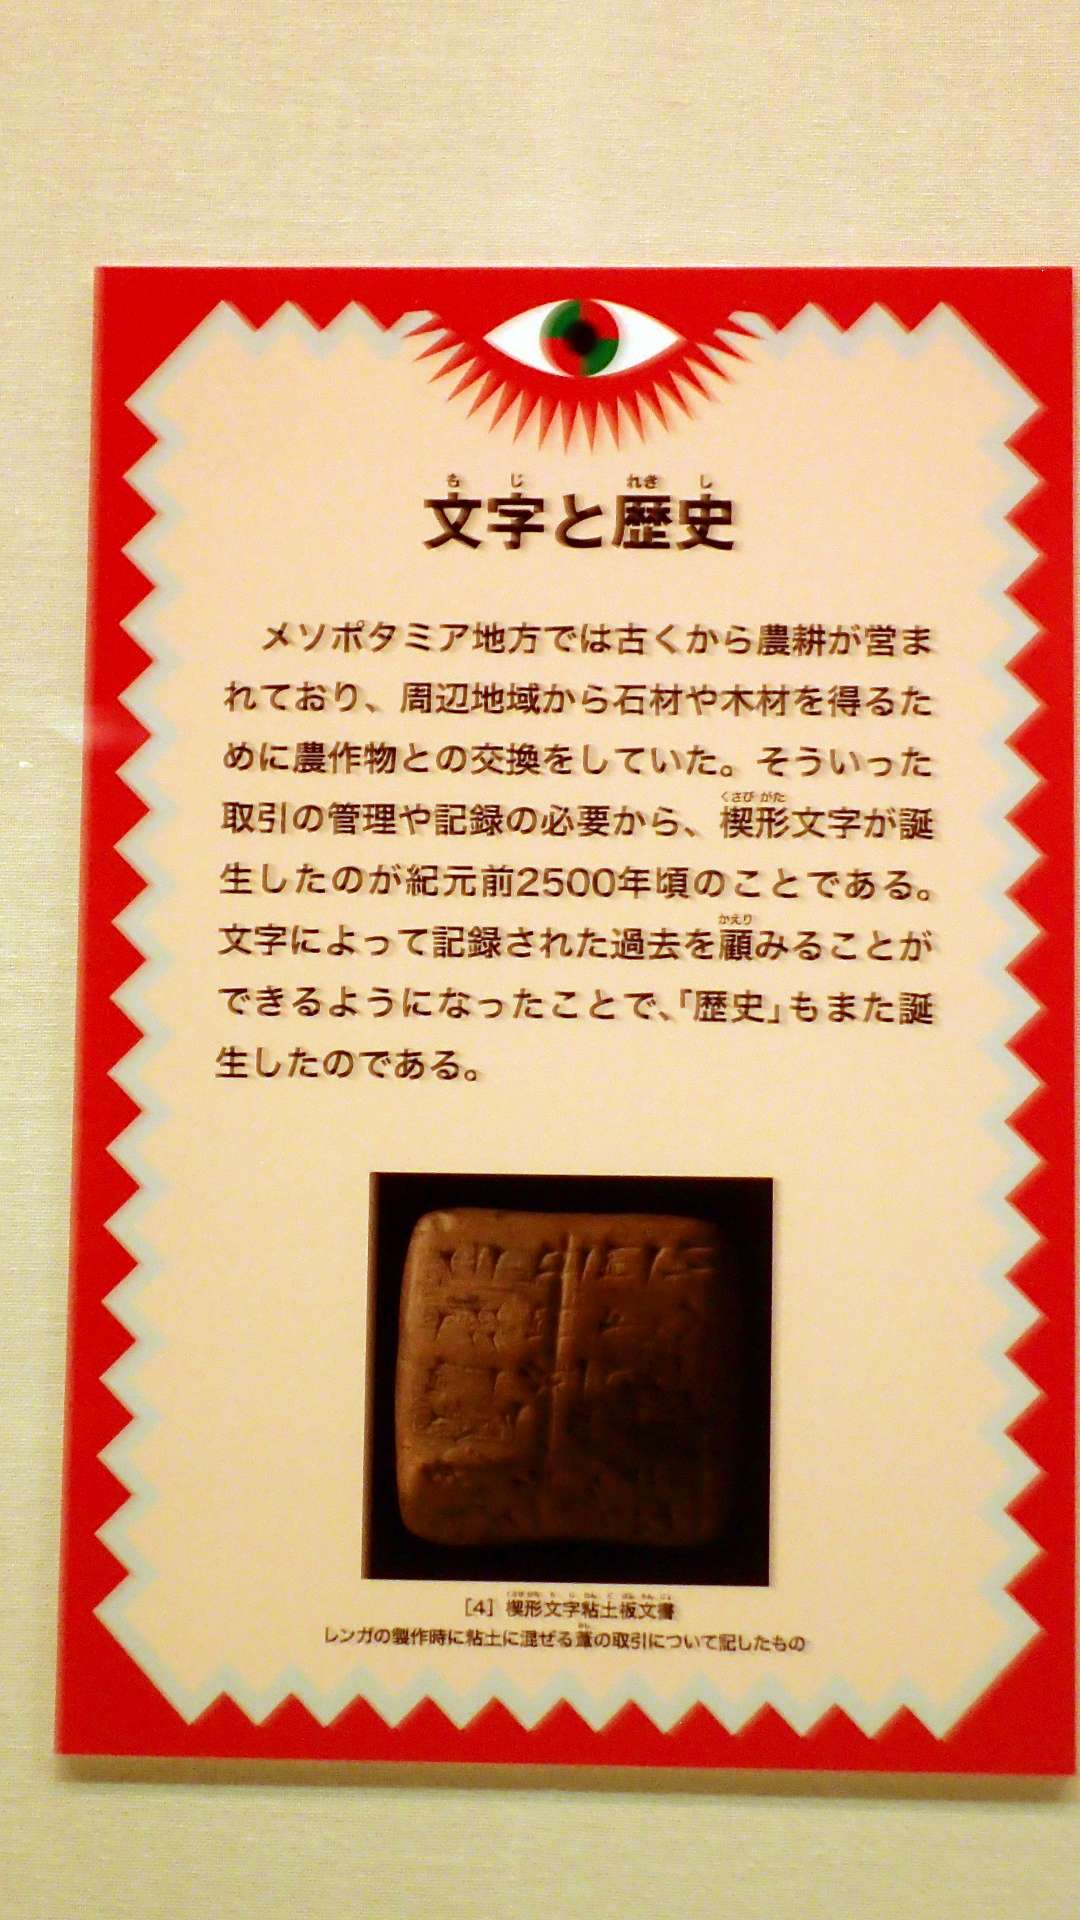 文字と歴史
メソポタミア地方では古くから農耕が営ま
れており、周辺地域から石材や木材を得るた
めに農作物との交換をしていた。そういった
取引の管理や記録の必要から、楔形文字が誕
生したのが紀元前2500年頃のことである。
文字によって記録された過去を顧みることが
できるようになったことで、「歴史」もまた誕
生したのである。
[4] 楔形文字粘土板文書
レンガの製作時に粘土に混ぜる葦の取引について記したもの